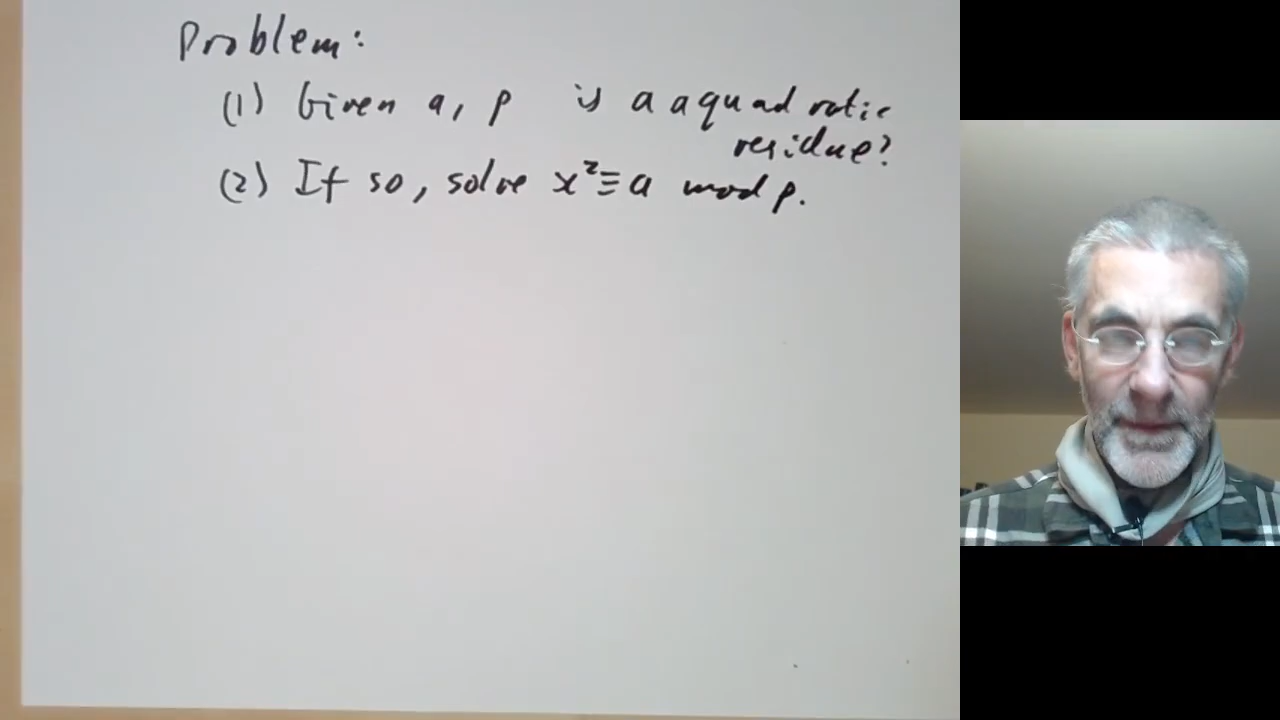 Problem:
(1) Given a, p is a a quadratic
residue?
(2) If so, solve x²≡a mod p.